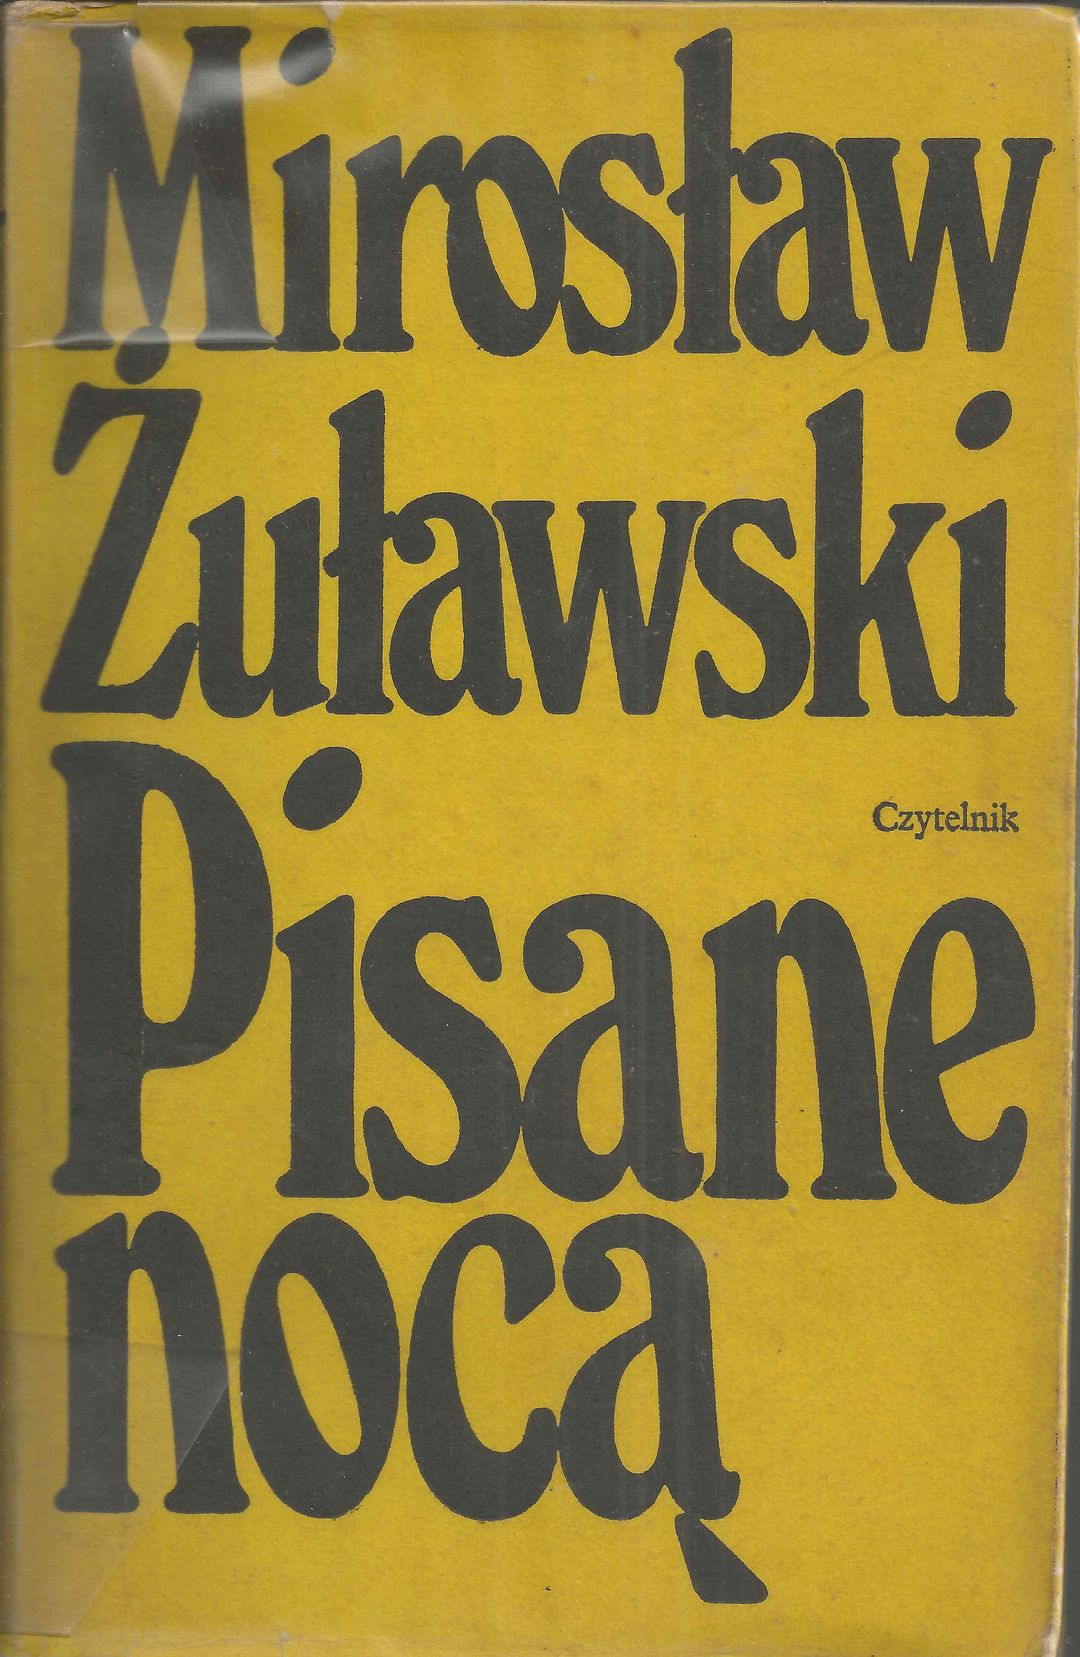 Mirosław
Żuławski
Pisane
nocą
Czytelnik